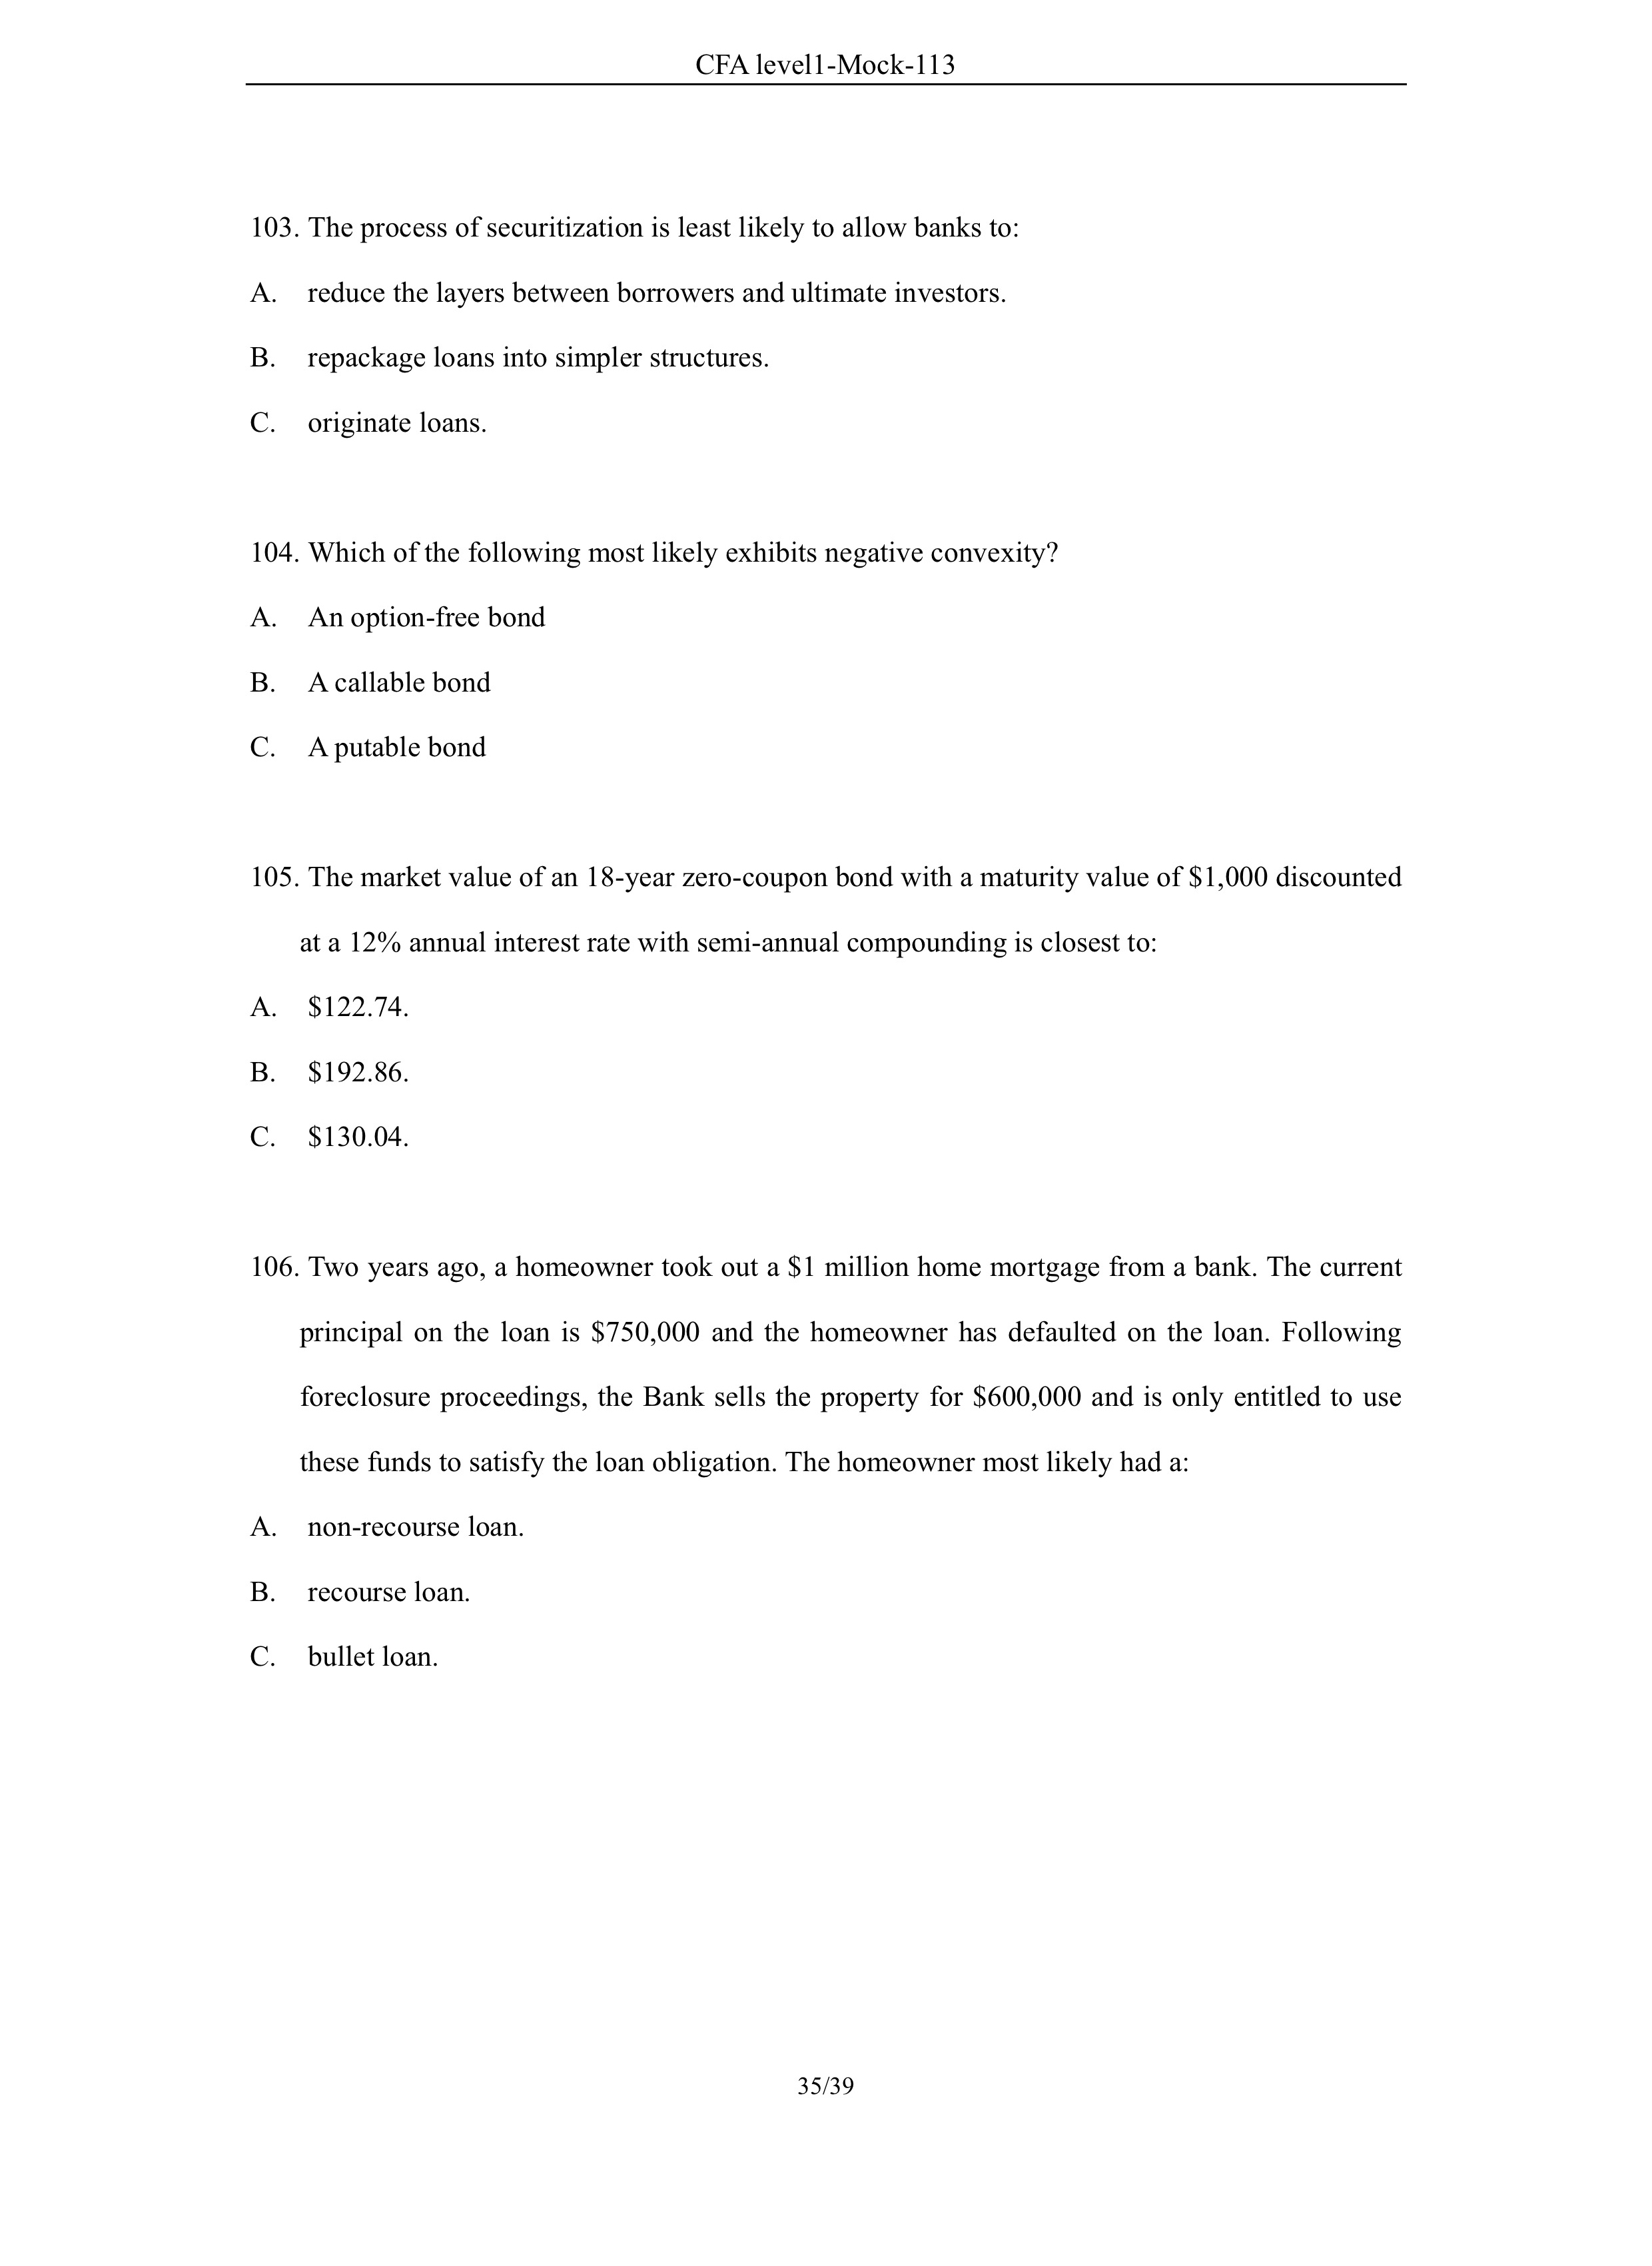 CFA level1-Mock-113
103. The process of securitization is least likely to allow banks to:
A. reduce the layers between borrowers and ultimate investors.
B. repackage loans into simpler structures.
C. originate loans.
104. Which of the following most likely exhibits negative convexity?
A. An option-free bond
B. A callable bond
C. A putable bond
105. The market value of an 18-year zero-coupon bond with a maturity value of $1,000 discounted
at a 12% annual interest rate with semi-annual compounding is closest to:
A. $122.74.
B. $192.86.
C. $130.04.
106. Two years ago, a homeowner took out a $1 million home mortgage from a bank. The current
principal on the loan is $750,000 and the homeowner has defaulted on the loan. Following
foreclosure proceedings, the Bank sells the property for $600,000 and is only entitled to use
these funds to satisfy the loan obligation. The homeowner most likely had a:
A. non-recourse loan.
B. recourse loan.
C. bullet loan.
35/39